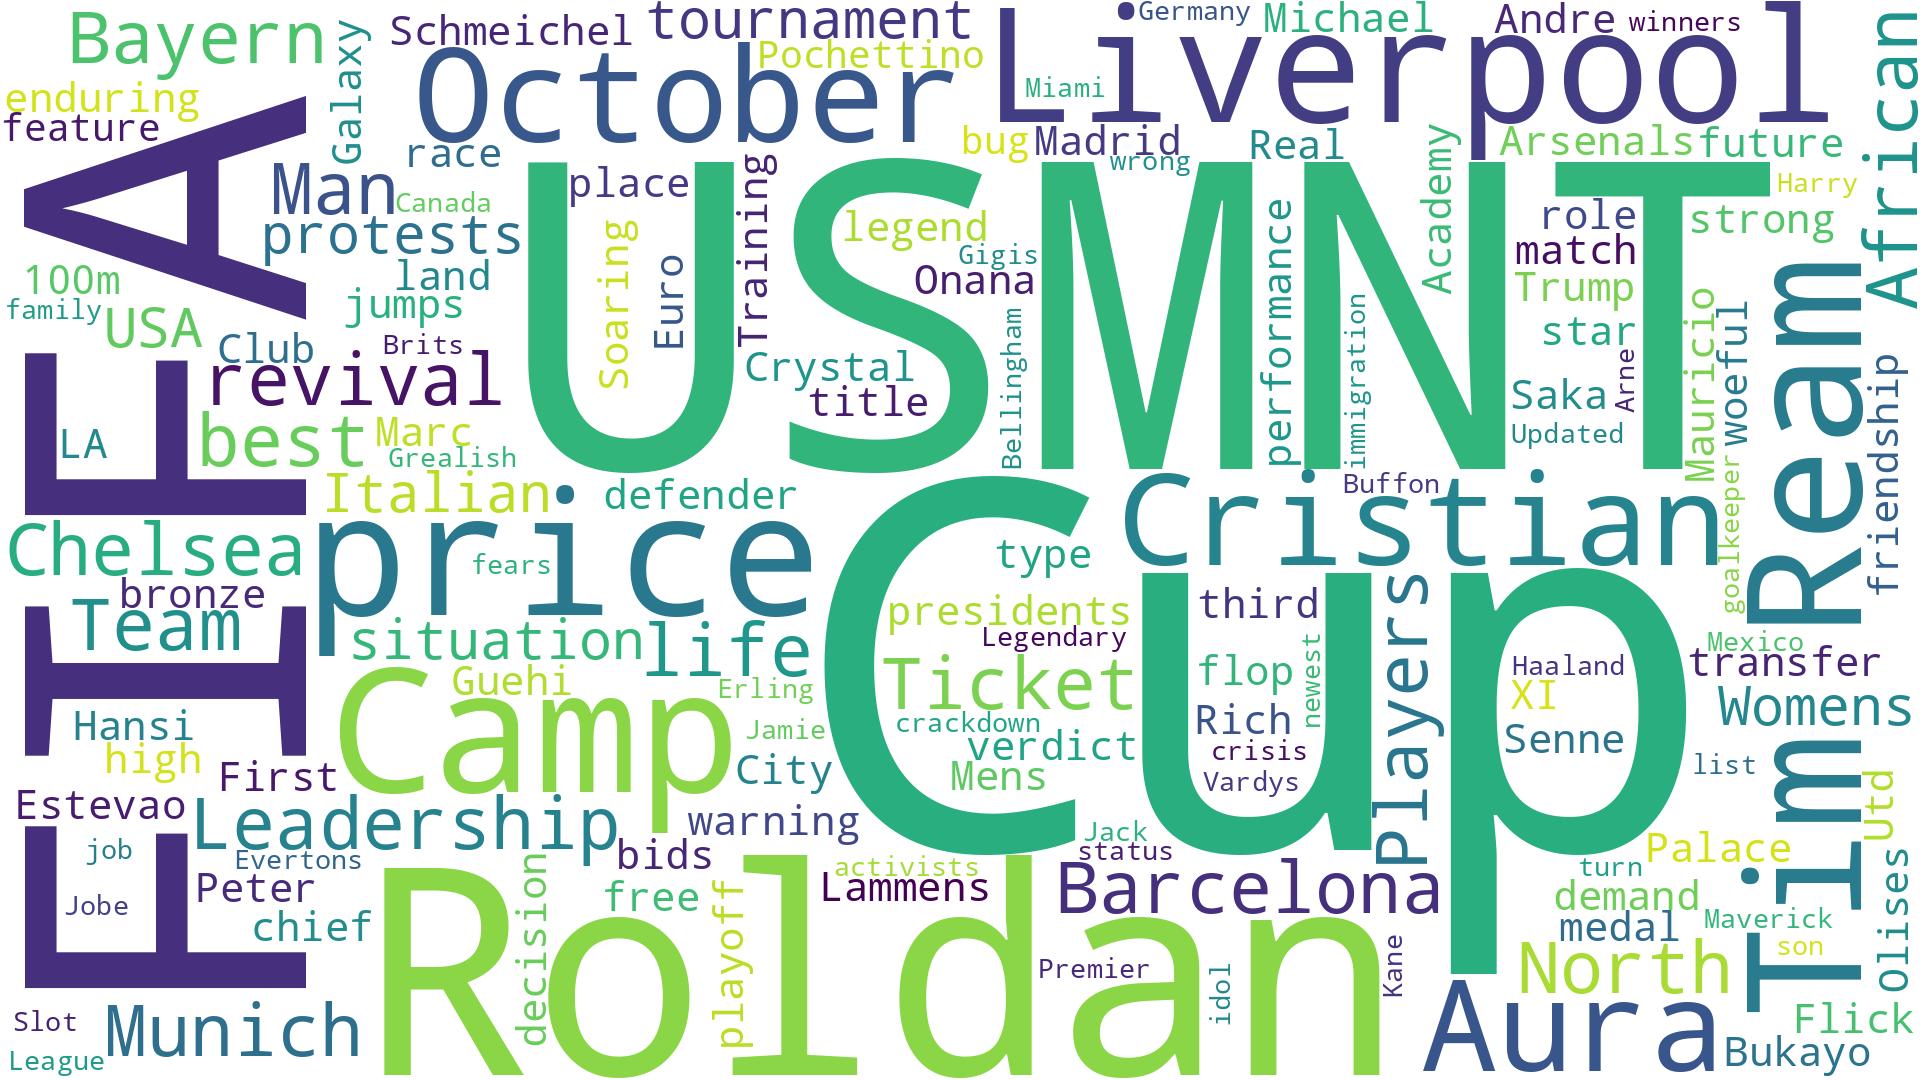 Bayern
Schmeichel
tournament
Germany
Michael
Andre
winners
African
Galaxy
October
Pochettino
Liverpool
Miami
enduring
feature
FIFA
race
Man
Canada
protests
place
Training
bug
Madrid
wrong
Real
Academy
Arsenals
future
Harry
USMNT
legend
Gigis
Onana
performance
role
strong
match
100m
family
USA
land
jumps
Soaring
Euro
Trump
star
Mauricio
woeful
Ream
Club
Brits
revival
Crystal
title
Bellingham
immigration
Saka
Arne
Updated
friendship
LA
best
Marc
Grealish
Italian
defender
Buffon
Cristian
goalkeeper
Chelsea
price
fears
type
Cup
bronze
Team
situation
life
presidents
Legendary
third
Players
Mexico
transfer
Haaland
XI
Womens
Guehi
Erling
Ticket
flop
newest
Hansi
high
Camp
Jamie
crackdown
verdict
Rich
crisis
Senne
First
City
Mens
Vardys
list
Tim
Utd
Estevao
Leadership
warning
Jack
status
job
Evertons
bids
activists
turn
Palace
Peter
Jobe
chief
decision
free
playoff
Lammens
Barcelona
demand
Olises
medal
Maverick
Roldan
Premier
idol
Kane
North
son
Slot
Munich
League
Aura
Flick
Bukayo